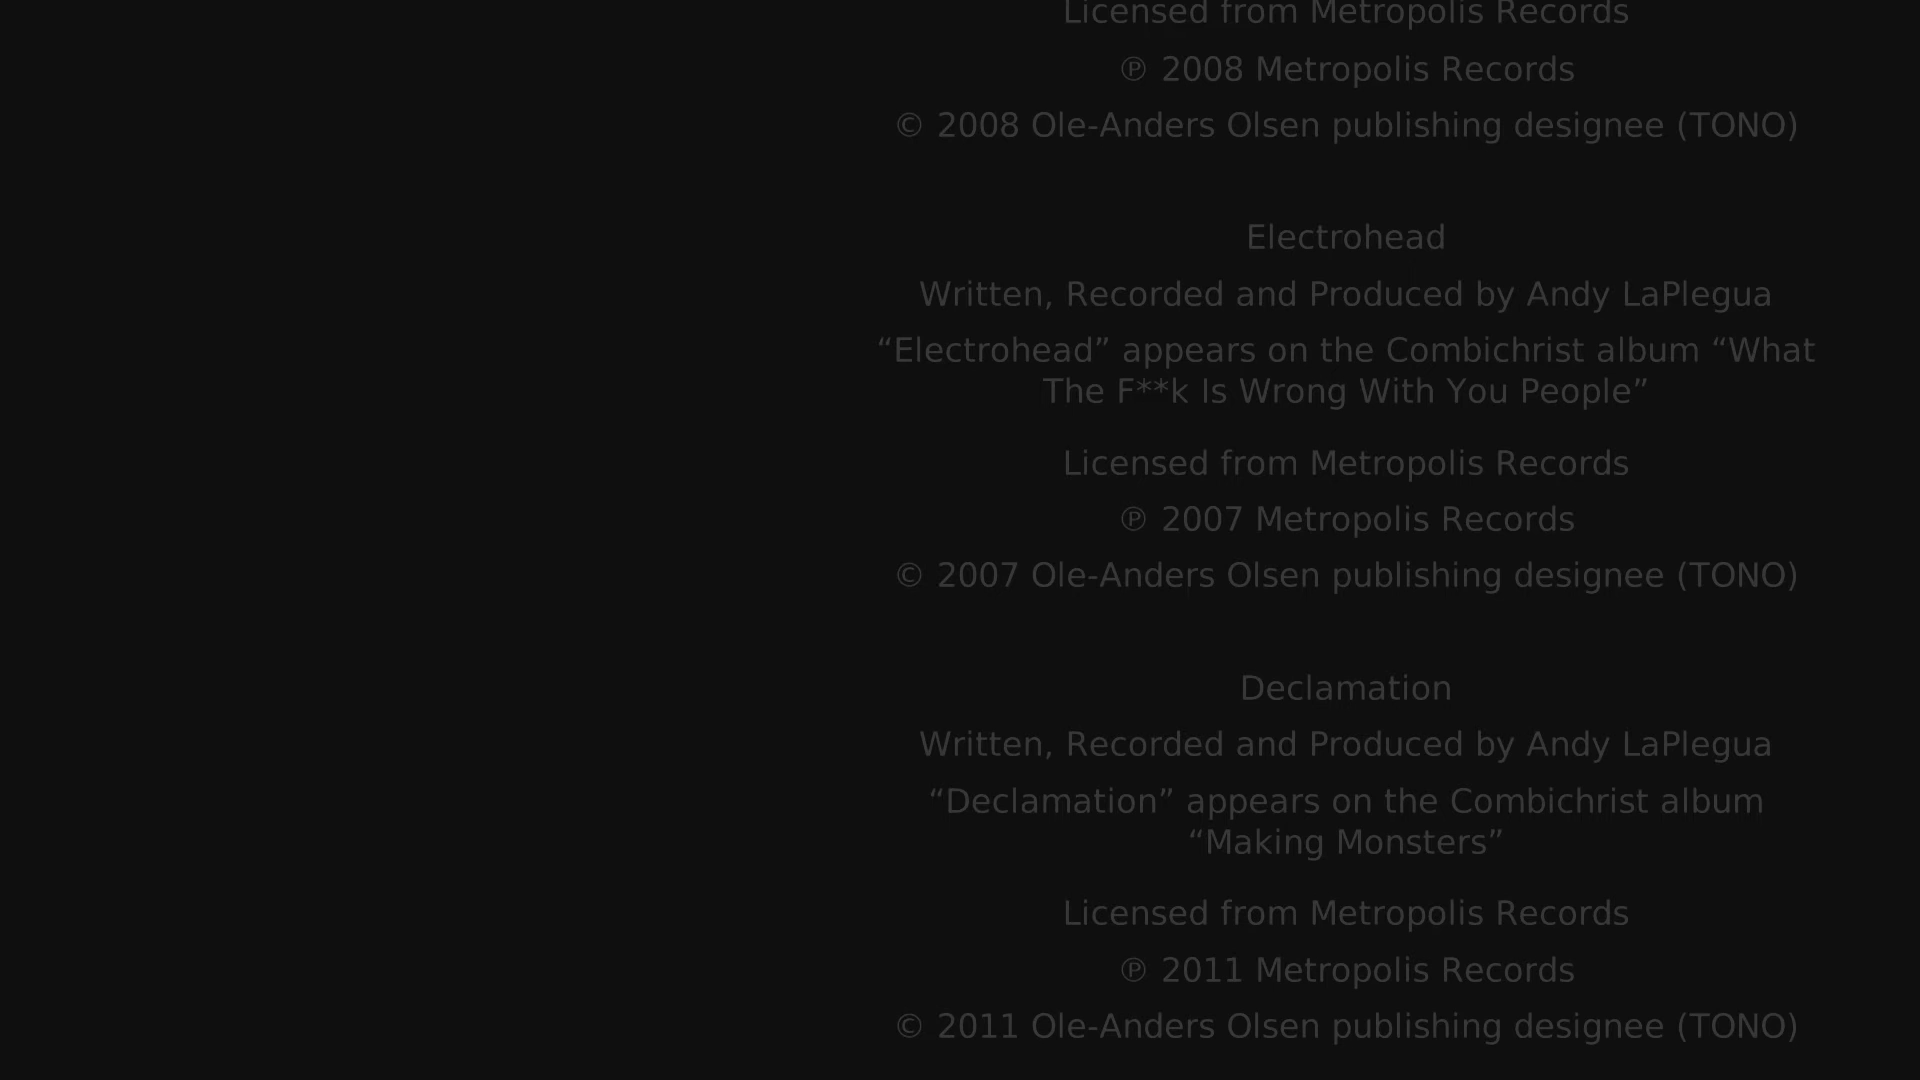 Licensed from Metropolis Records
℗ 2008 Metropolis Records
© 2008 Ole-Anders Olsen publishing designee (TONO)
Electrohead
Written, Recorded and Produced by Andy LaPlegua
“Electrohead” appears on the Combichrist album “What
The F**k Is Wrong With You People”
Licensed from Metropolis Records
℗ 2007 Metropolis Records
© 2007 Ole-Anders Olsen publishing designee (TONO)
Declamation
Written, Recorded and Produced by Andy LaPlegua
“Declamation” appears on the Combichrist album
“Making Monsters”
Licensed from Metropolis Records
℗ 2011 Metropolis Records
© 2011 Ole-Anders Olsen publishing designee (TONO)